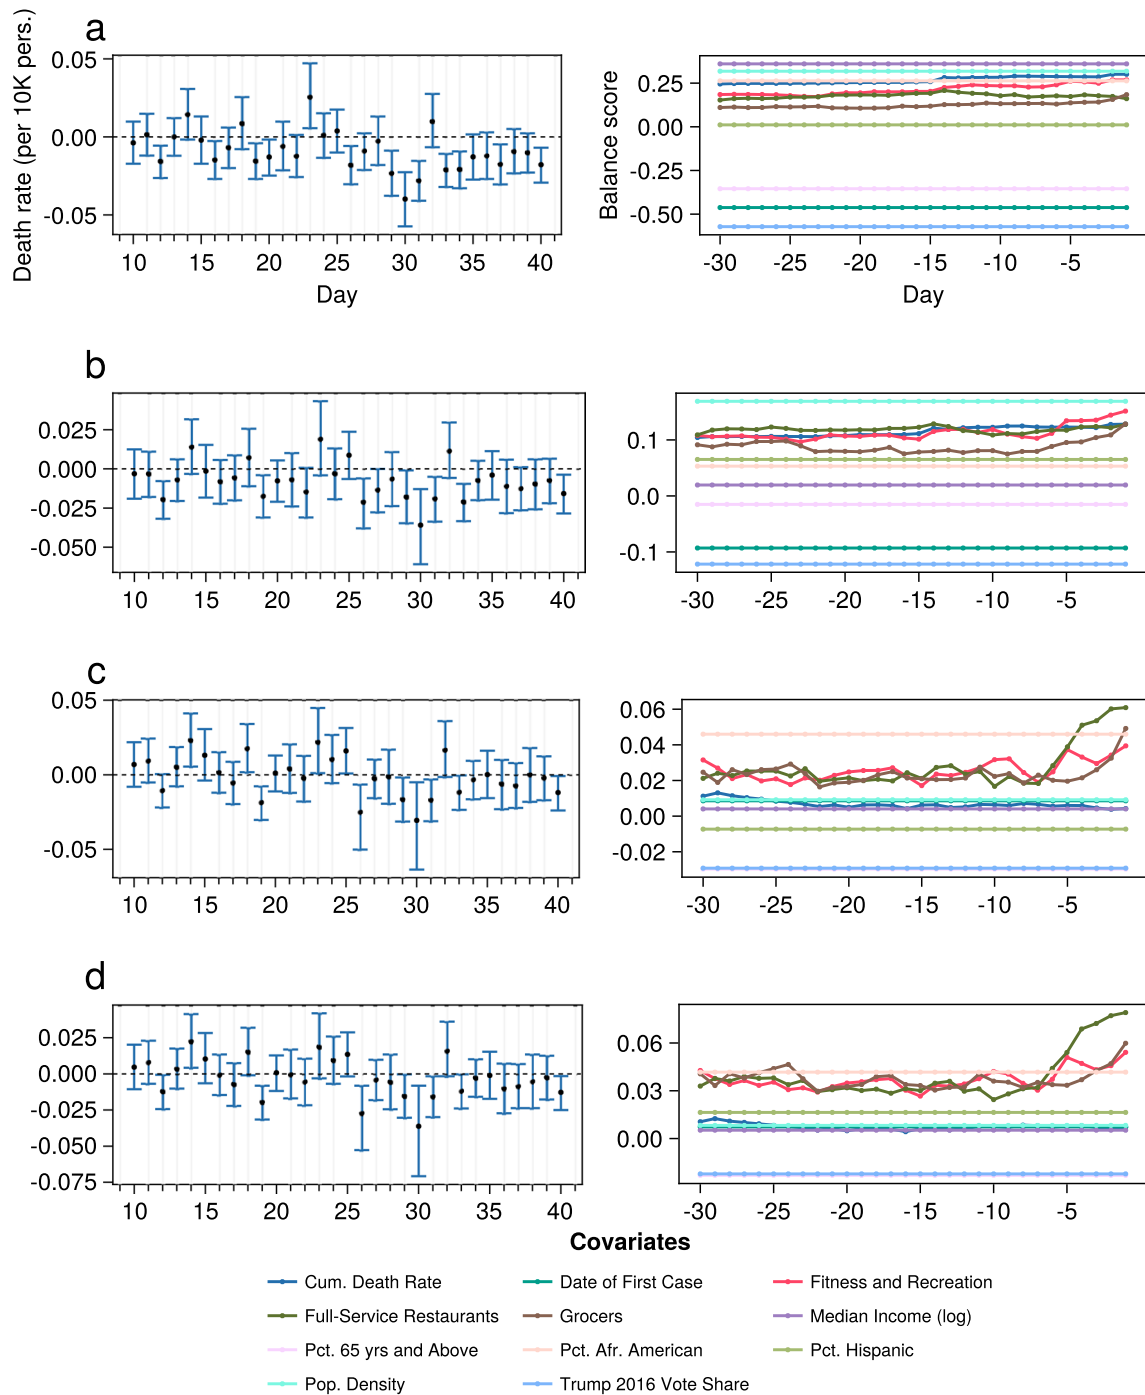 a
Death rate (per 10K pers.)
0.05
0.00
-0.05
10 15 20 25 30 35 40
Day
Balance score
0.25
0.00
-0.25
-0.50
-30 -25 -20 -15 -10 -5
Day
b
0.025
0.000
-0.025
-0.050
10 15 20 25 30 35 40
0.1
0.0
-0.1
-30 -25 -20 -15 -10 -5
c
0.05
0.00
-0.05
10 15 20 25 30 35 40
0.06
0.04
0.02
0.00
-0.02
-30 -25 -20 -15 -10 -5
d
0.025
0.000
-0.025
-0.050
-0.075
10 15 20 25 30 35 40
0.06
0.03
0.00
-30 -25 -20 -15 -10 -5
Covariates
Cum. Death Rate Date of First Case Fitness and Recreation
Full-Service Restaurants Grocers Median Income (log)
Pct. 65 yrs and Above Pct. Afr. American Pct. Hispanic
Pop. Density Trump 2016 Vote Share